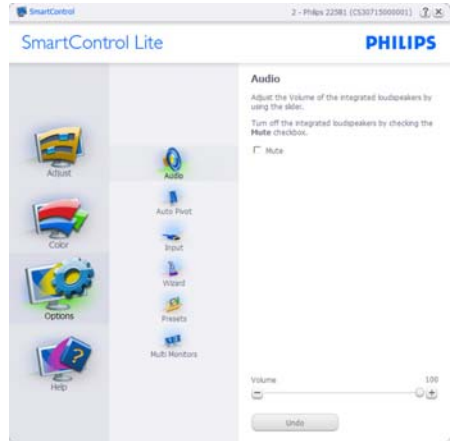 SmartControl
2 - Philips 225B1 (CS30715000001)
SmartControl Lite
PHILIPS
Adjust
Color
Options
Help
Audio
Auto Pivot
Input
Wizard
Presets
Multi Monitors
Audio
Adjust the Volume of the integrated loudspeakers by
using the slider.
Turn off the integrated loudspeakers by checking the
Mute checkbox.
Mute
Volume 100
Undo